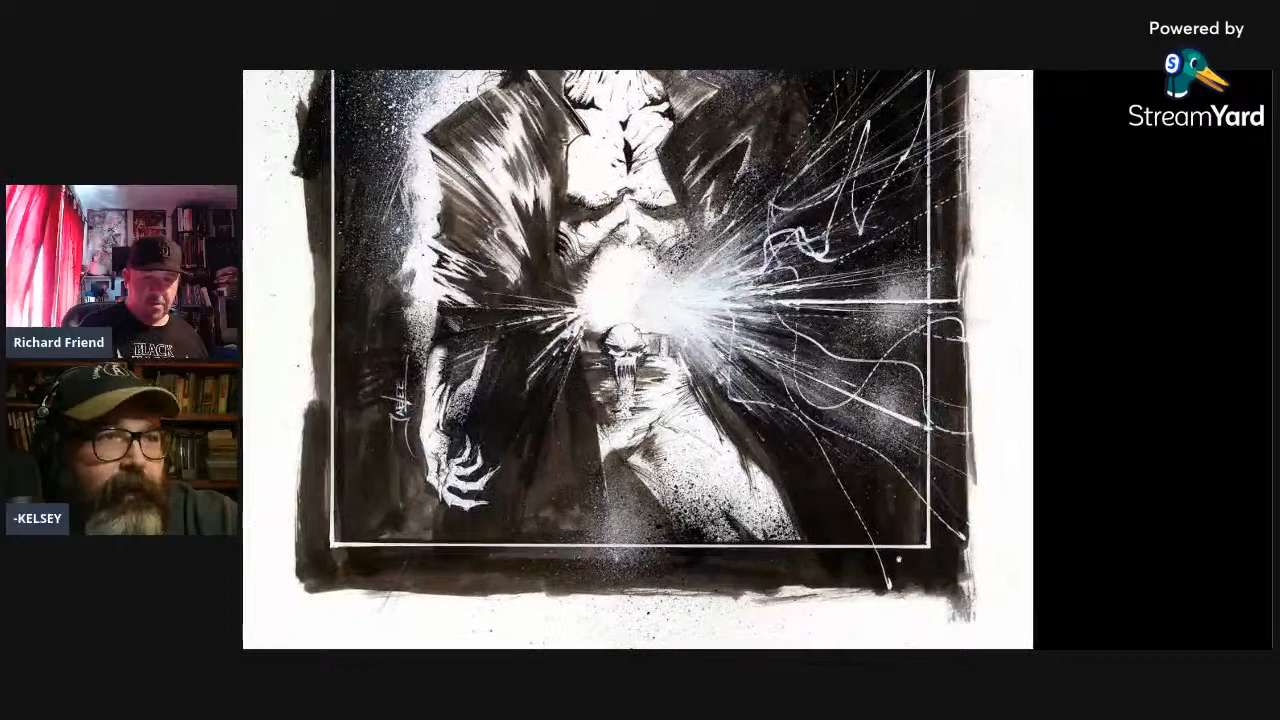 Powered by
StreamYard
Richard Friend
BLACK
-KELSEY